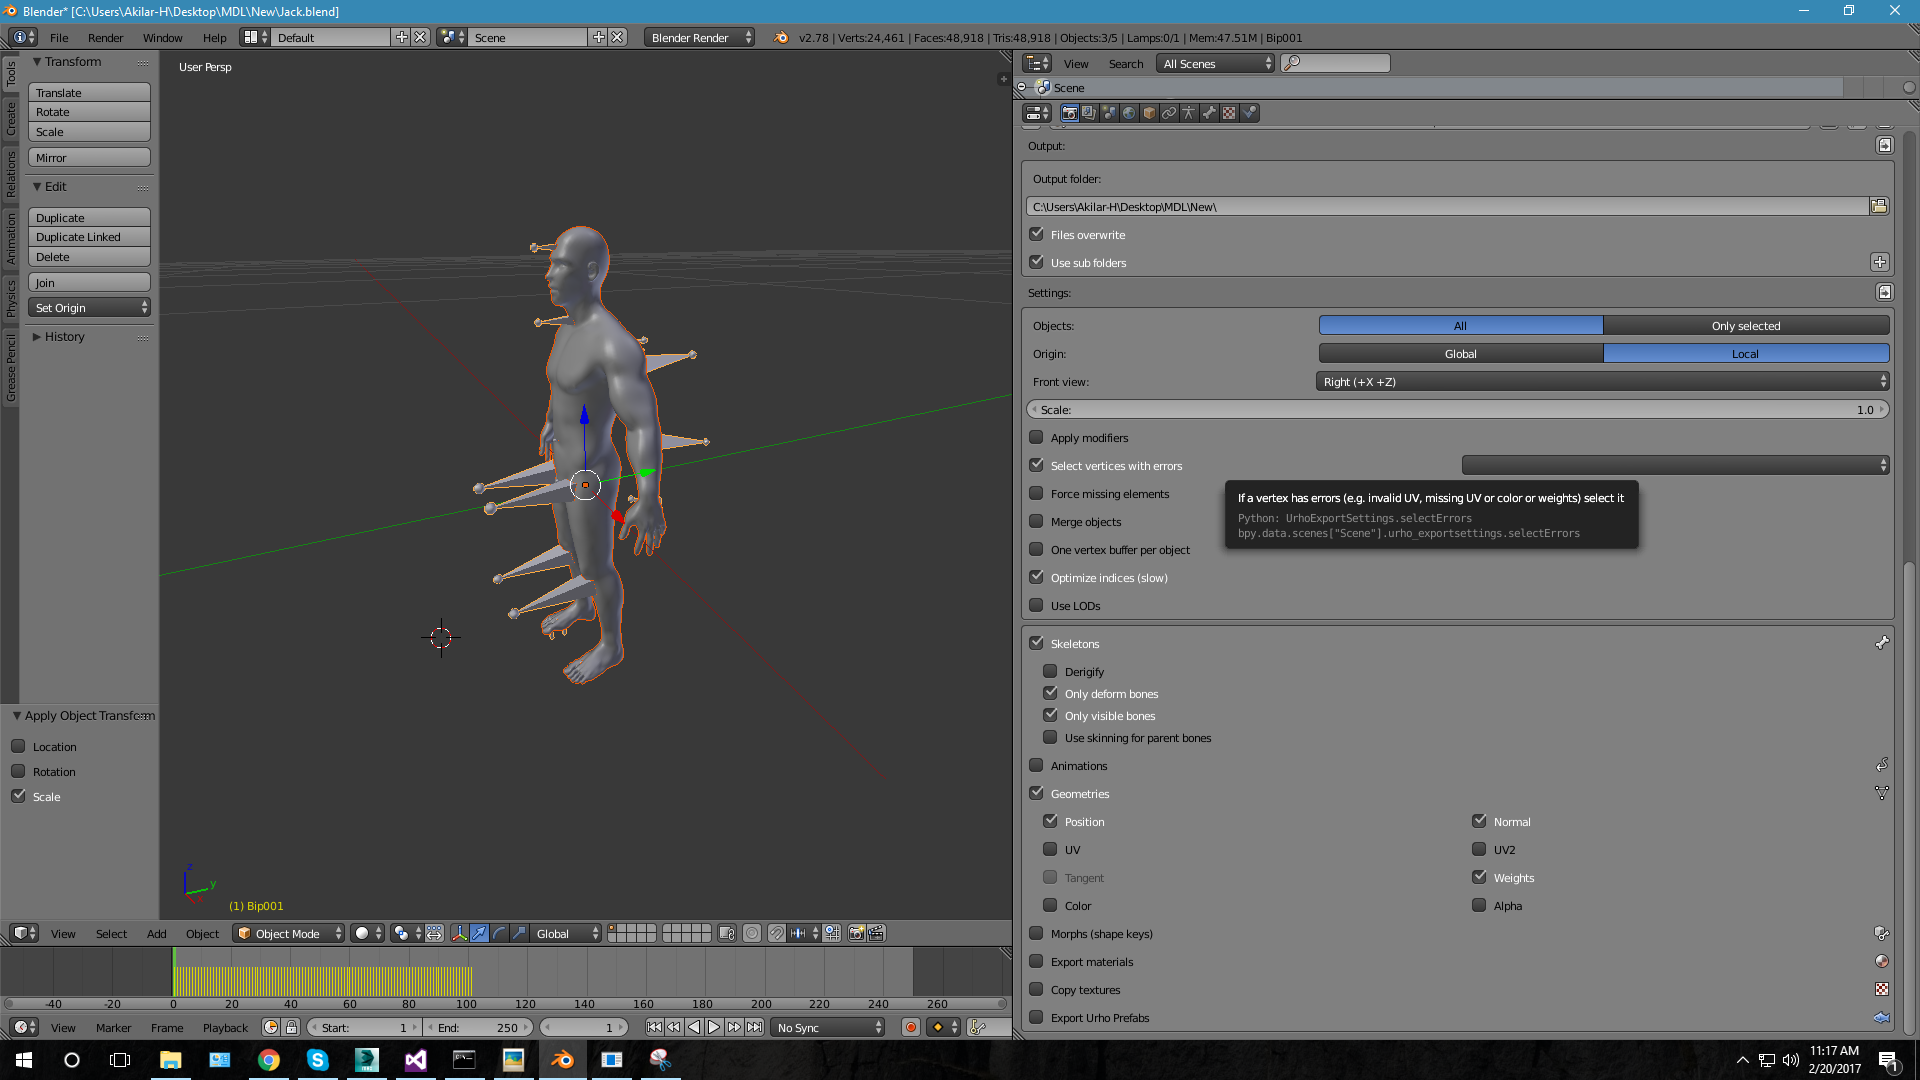 Blender* [C:\Users\Akilar-H\Desktop\MDL\New\Jack.blend]
File Render Window Help Default Scene Blender Render v2.78 | Verts:24,461 | Faces:48,918 | Tris:48,918 | Objects:3/5 | Lamps:0/1 | Mem:47.51M | Bip001
Tools
Create
Relations
Animation
Physics
Grease Pencil
Transform
Translate
Rotate
Scale
Mirror
Edit
Duplicate
Duplicate Linked
Delete
Join
Set Origin
History
Apply Object Transform
Location
Rotation
Scale
User Persp
z
y
x
(1) Bip001
View Select Add Object Object Mode Global
-40 -20 0 20 40 60 80 100 120 140 160 180 200 220 240 260
View Marker Frame Playback Start: 1 End: 250 1 No Sync
View Search All Scenes
Scene
Output:
Output folder:
C:\Users\Akilar-H\Desktop\MDL\New\
Files overwrite
Use sub folders
Settings:
Objects: All Only selected
Origin: Global Local
Front view: Right (+X +Z)
Scale: 1.0
Apply modifiers
Select vertices with errors
Force missing elements
Merge objects
One vertex buffer per object
Optimize indices (slow)
Use LODs
If a vertex has errors (e.g. invalid UV, missing UV or color or weights) select it
Python: UrhoExportSettings.selectErrors
bpy.data.scenes["Scene"].urho_exportsettings.selectErrors
Skeletons
Derigify
Only deform bones
Only visible bones
Use skinning for parent bones
Animations
Geometries
Position Normal
UV UV2
Tangent Weights
Color Alpha
Morphs (shape keys)
Export materials
Copy textures
Export Urho Prefabs
11:17 AM
2/20/2017
1